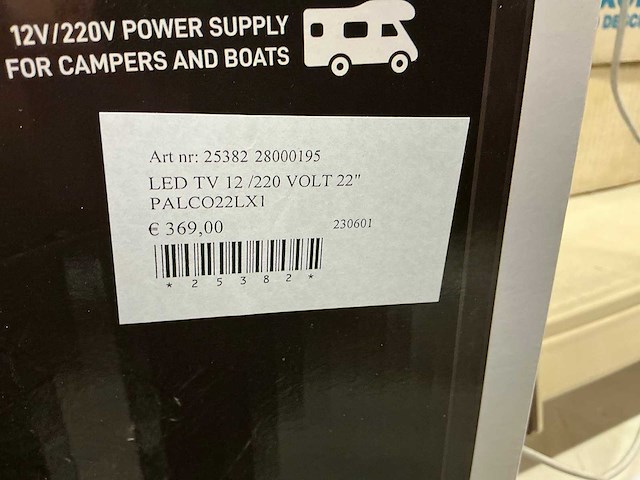 12V/220V POWER SUPPLY
FOR CAMPERS AND BOATS
Art nr: 25382 28000195
LED TV 12 /220 VOLT 22"
PALCO22LX1
€ 369,00
230601
* 2 5 3 8 2 *